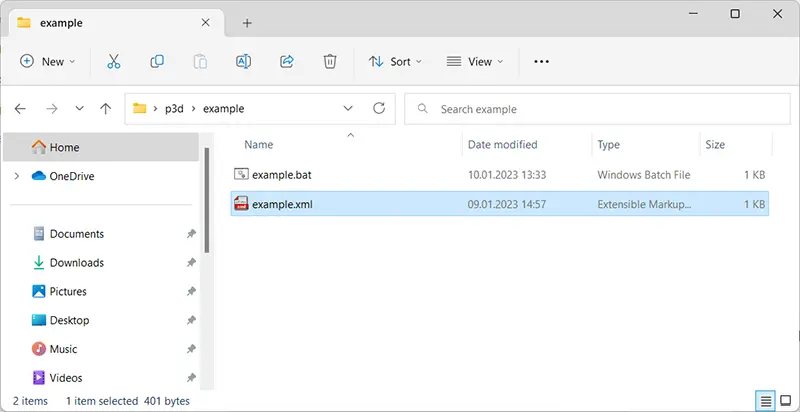 example
New
Sort
View
p3d
example
Search example
Home
OneDrive
Documents
Downloads
Pictures
Desktop
Music
Videos
Name Date modified Type Size
example.bat 10.01.2023 13:33 Windows Batch File 1 KB
example.xml 09.01.2023 14:57 Extensible Markup... 1 KB
2 items 1 item selected 401 bytes